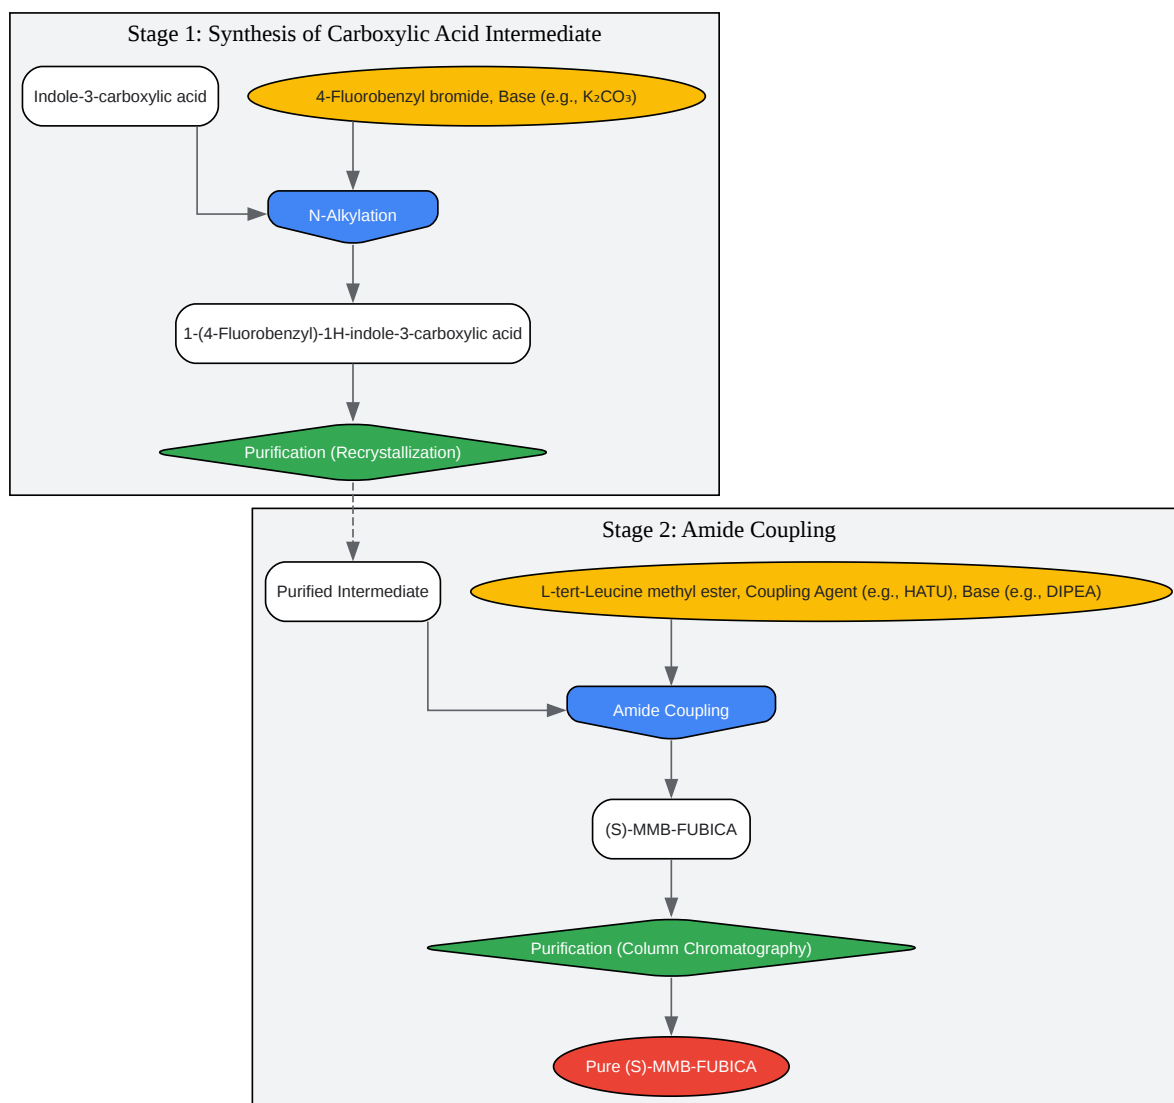 Stage 1: Synthesis of Carboxylic Acid Intermediate
Indole-3-carboxylic acid
4-Fluorobenzyl bromide, Base (e.g., K₂CO₃)
N-Alkylation
1-(4-Fluorobenzyl)-1H-indole-3-carboxylic acid
Purification (Recrystallization)
Stage 2: Amide Coupling
Purified Intermediate
L-tert-Leucine methyl ester, Coupling Agent (e.g., HATU), Base (e.g., DIPEA)
Amide Coupling
(S)-MMB-FUBICA
Purification (Column Chromatography)
Pure (S)-MMB-FUBICA